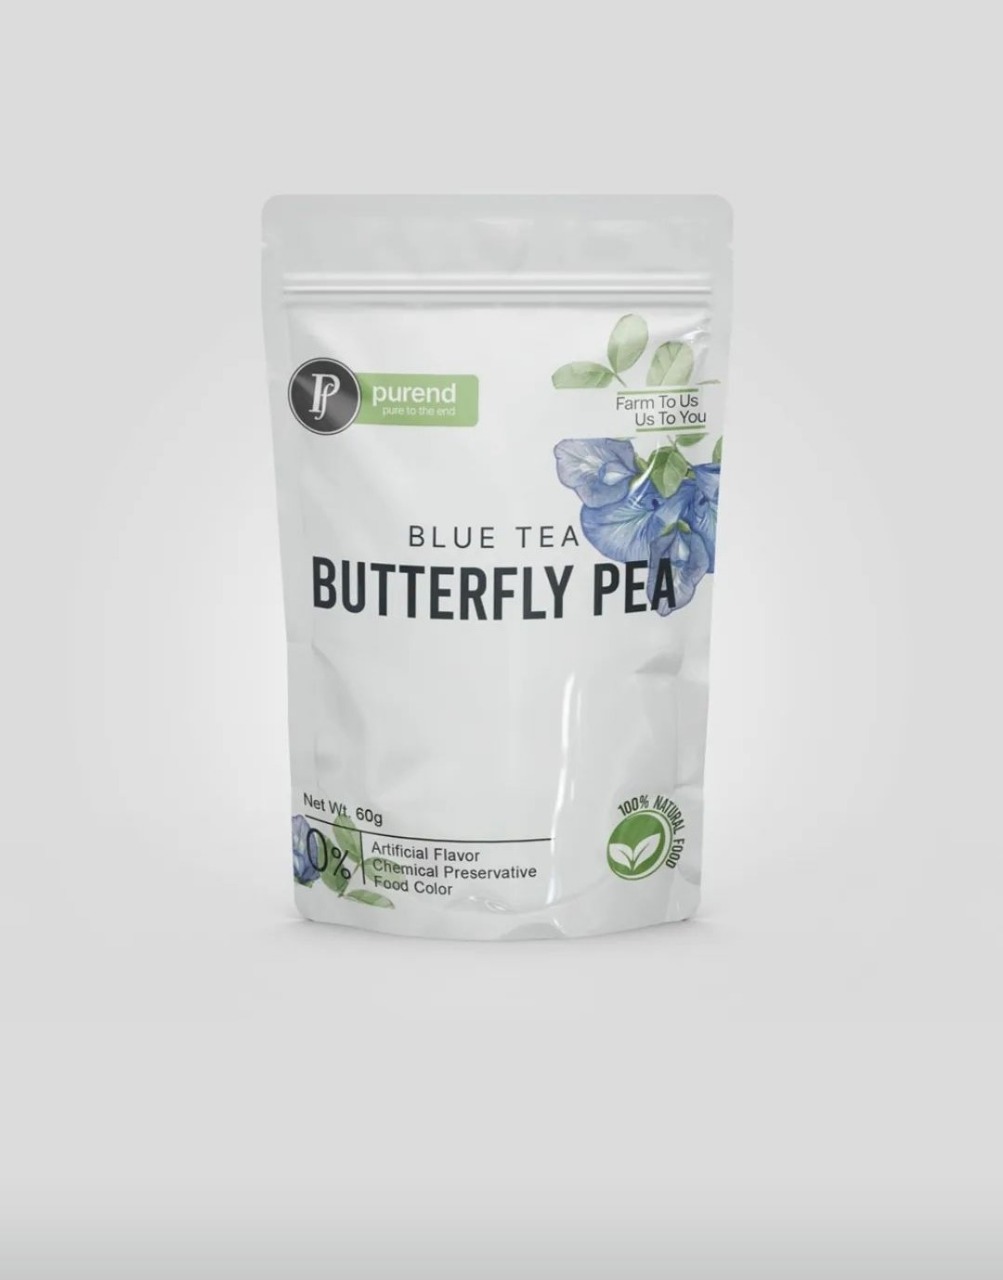 P
purend
pure to the end
Farm To Us
Us To You
BLUE TEA
BUTTERFLY PEA
Net Wt. 60g
0%
Artificial Flavor
Chemical Preservative
Food Color
100% NATURAL FOOD